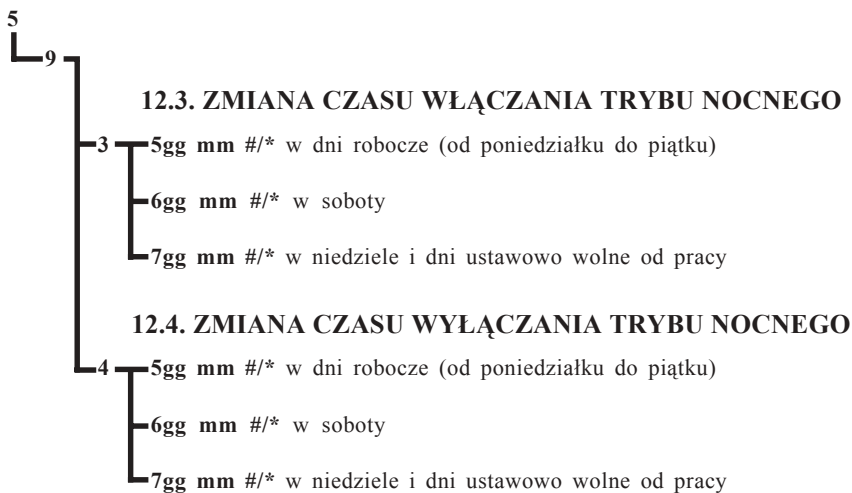 5
9
12.3. ZMIANA CZASU WŁĄCZANIA TRYBU NOCNEGO
3 5gg mm #/* w dni robocze (od poniedziałku do piątku)
6gg mm #/* w soboty
7gg mm #/* w niedziele i dni ustawowo wolne od pracy
12.4. ZMIANA CZASU WYŁĄCZANIA TRYBU NOCNEGO
4 5gg mm #/* w dni robocze (od poniedziałku do piątku)
6gg mm #/* w soboty
7gg mm #/* w niedziele i dni ustawowo wolne od pracy